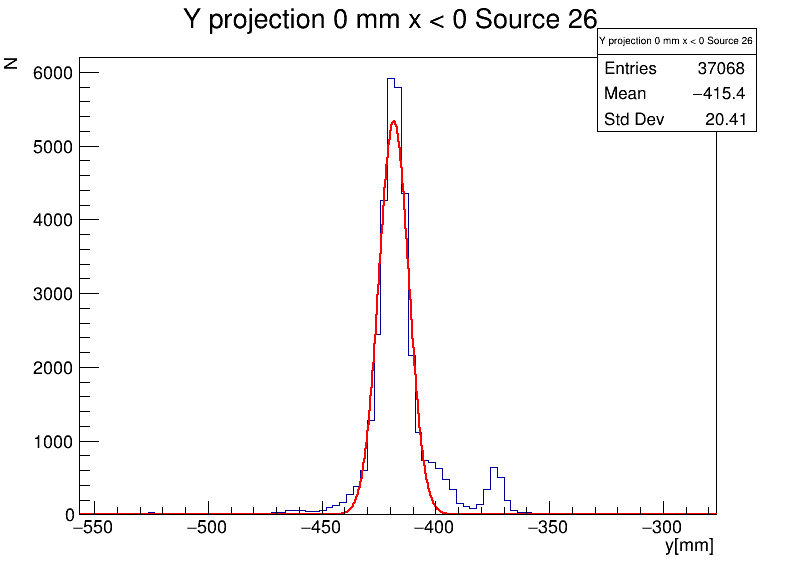 Y projection 0 mm x < 0 Source 26
Y projection 0 mm x < 0 Source 26
Entries 37068
Mean −415.4
Std Dev 20.41
N
6000
5000
4000
3000
2000
1000
0
−550 −500 −450 −400 −350 −300
y[mm]